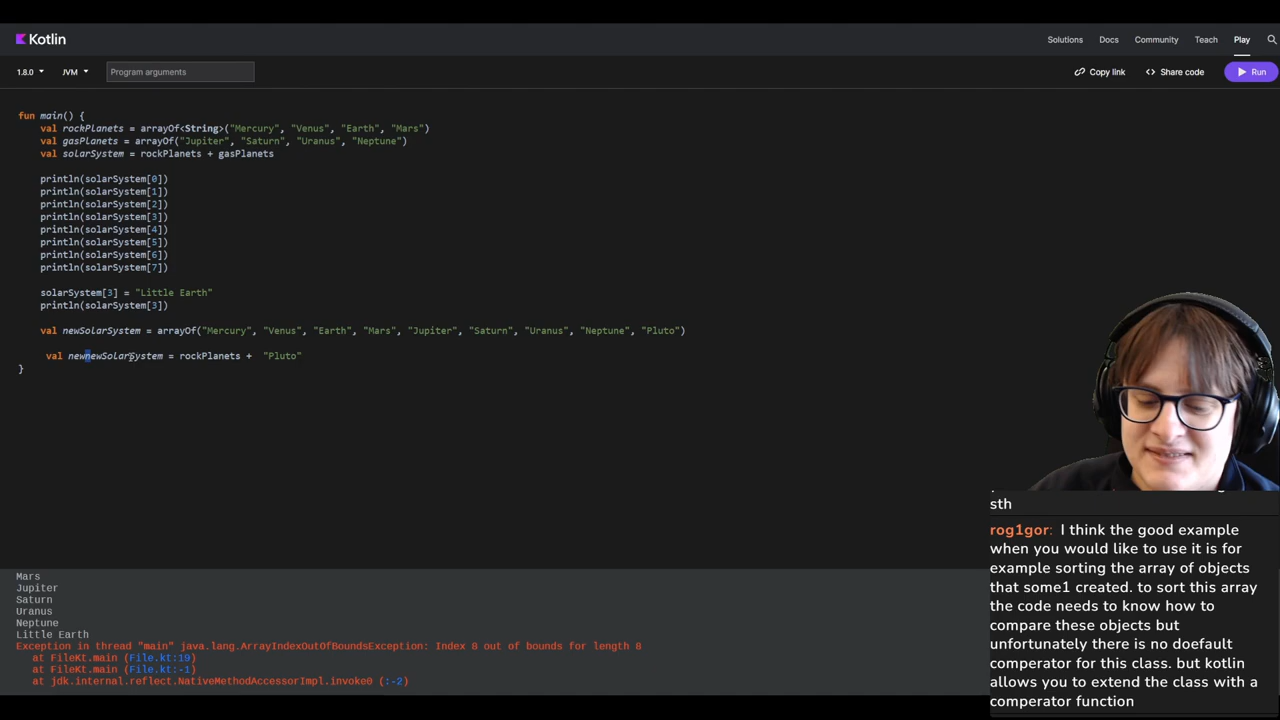 Kotlin
Solutions Docs Community Teach Play
1.8.0 JVM Program arguments Copy link Share code Run
fun main() {
val rockPlanets = arrayOf<String>("Mercury", "Venus", "Earth", "Mars")
val gasPlanets = arrayOf("Jupiter", "Saturn", "Uranus", "Neptune")
val solarSystem = rockPlanets + gasPlanets
println(solarSystem[0])
println(solarSystem[1])
println(solarSystem[2])
println(solarSystem[3])
println(solarSystem[4])
println(solarSystem[5])
println(solarSystem[6])
println(solarSystem[7])
solarSystem[3] = "Little Earth"
println(solarSystem[3])
val newSolarSystem = arrayOf("Mercury", "Venus", "Earth", "Mars", "Jupiter", "Saturn", "Uranus", "Neptune", "Pluto")
val newnewSolarSystem = rockPlanets + "Pluto"
}
Mars
Jupiter
Saturn
Uranus
Neptune
Little Earth
Exception in thread "main" java.lang.ArrayIndexOutOfBoundsException: Index 8 out of bounds for length 8
at FileKt.main (File.kt:19)
at FileKt.main (File.kt:-1)
at jdk.internal.reflect.NativeMethodAccessorImpl.invoke0 (:-2)
sth
rog1gor: I think the good example
when you would like to use it is for
example sorting the array of objects
that some1 created. to sort this array
the code needs to know how to
compare these objects but
unfortunately there is no doefault
comperator for this class. but kotlin
allows you to extend the class with a
comperator function